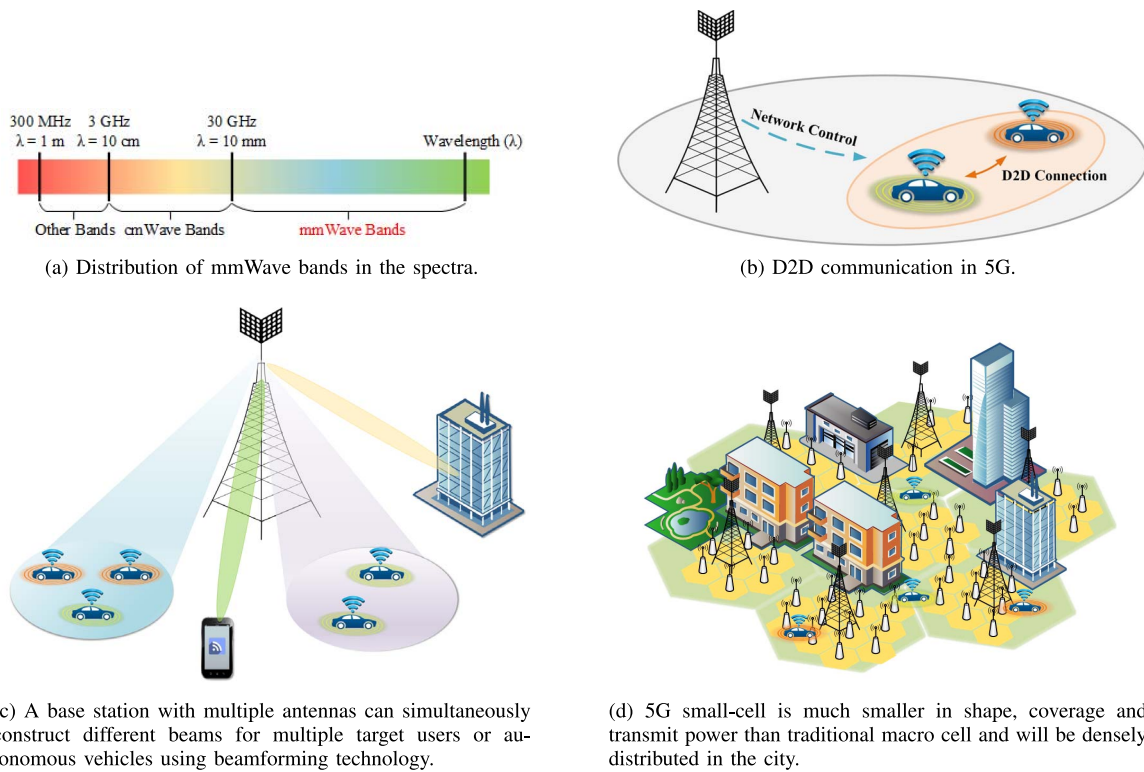 300 MHz 3 GHz 30 GHz
λ = 1 m λ = 10 cm λ = 10 mm Wavelength (λ)
Other Bands cmWave Bands mmWave Bands
(a) Distribution of mmWave bands in the spectra.
Network Control
D2D Connection
(b) D2D communication in 5G.
c) A base station with multiple antennas can simultaneously
construct different beams for multiple target users or au-
onomous vehicles using beamforming technology.
(d) 5G small-cell is much smaller in shape, coverage and
transmit power than traditional macro cell and will be densely
distributed in the city.